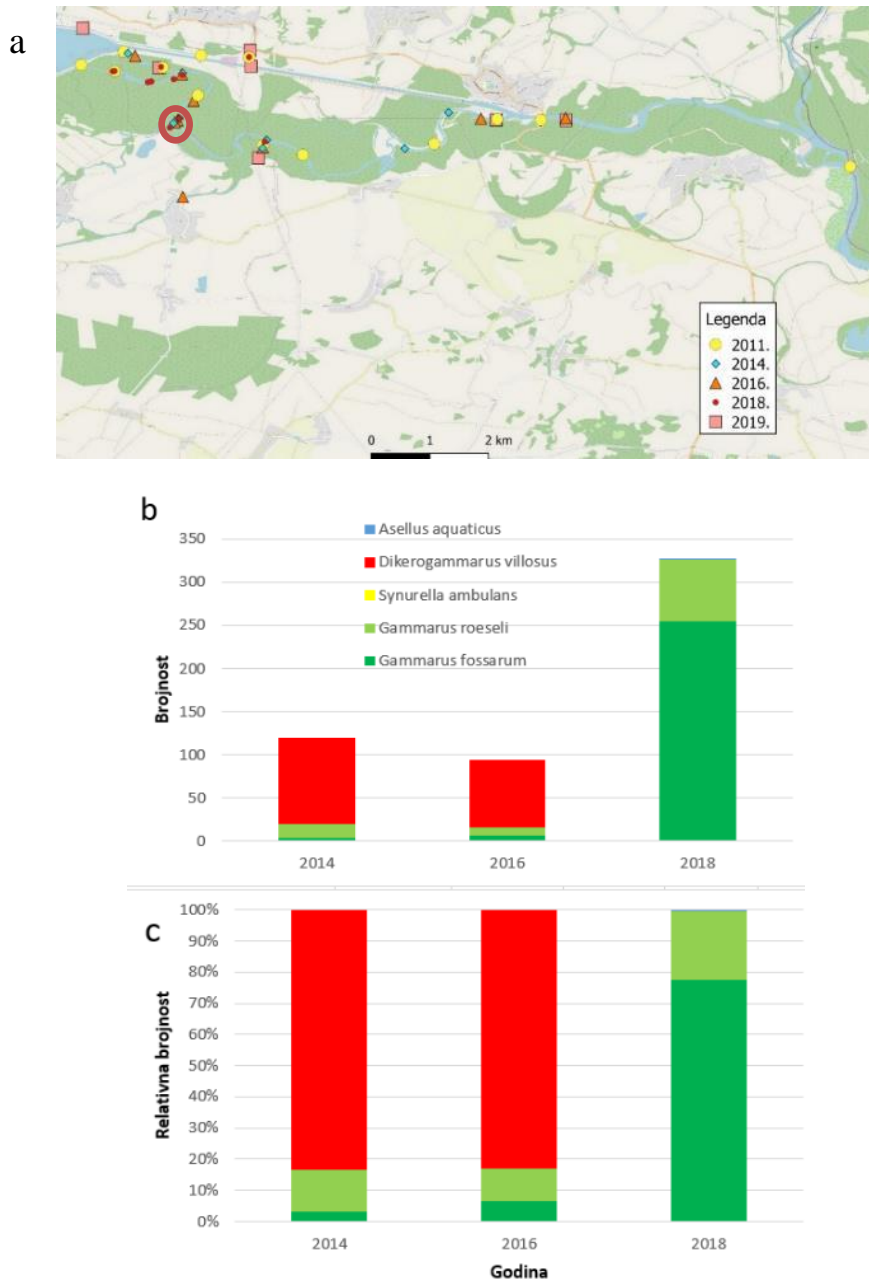 a
Legenda
2011.
2014.
2016.
2018.
2019.
0 1 2 km
b
Asellus aquaticus
Dikerogammarus villosus
Synurella ambulans
Gammarus roeseli
Gammarus fossarum
350
300
250
200
150
100
50
0
Brojnost
2014 2016 2018
c
100%
90%
80%
70%
60%
50%
40%
30%
20%
10%
0%
Relativna brojnost
2014 2016 2018
Godina